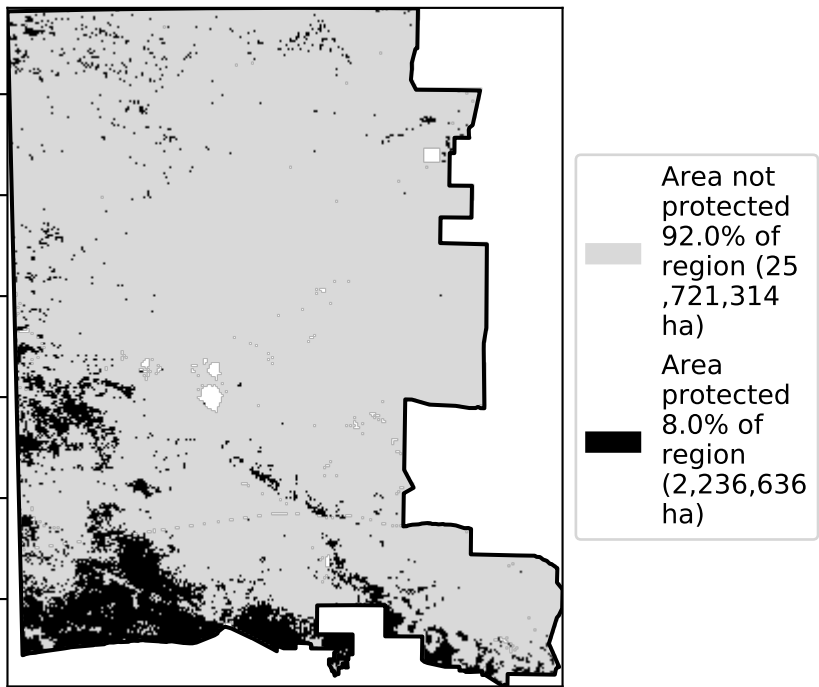 Area not
protected
92.0% of
region (25
,721,314
ha)
Area
protected
8.0% of
region
(2,236,636
ha)